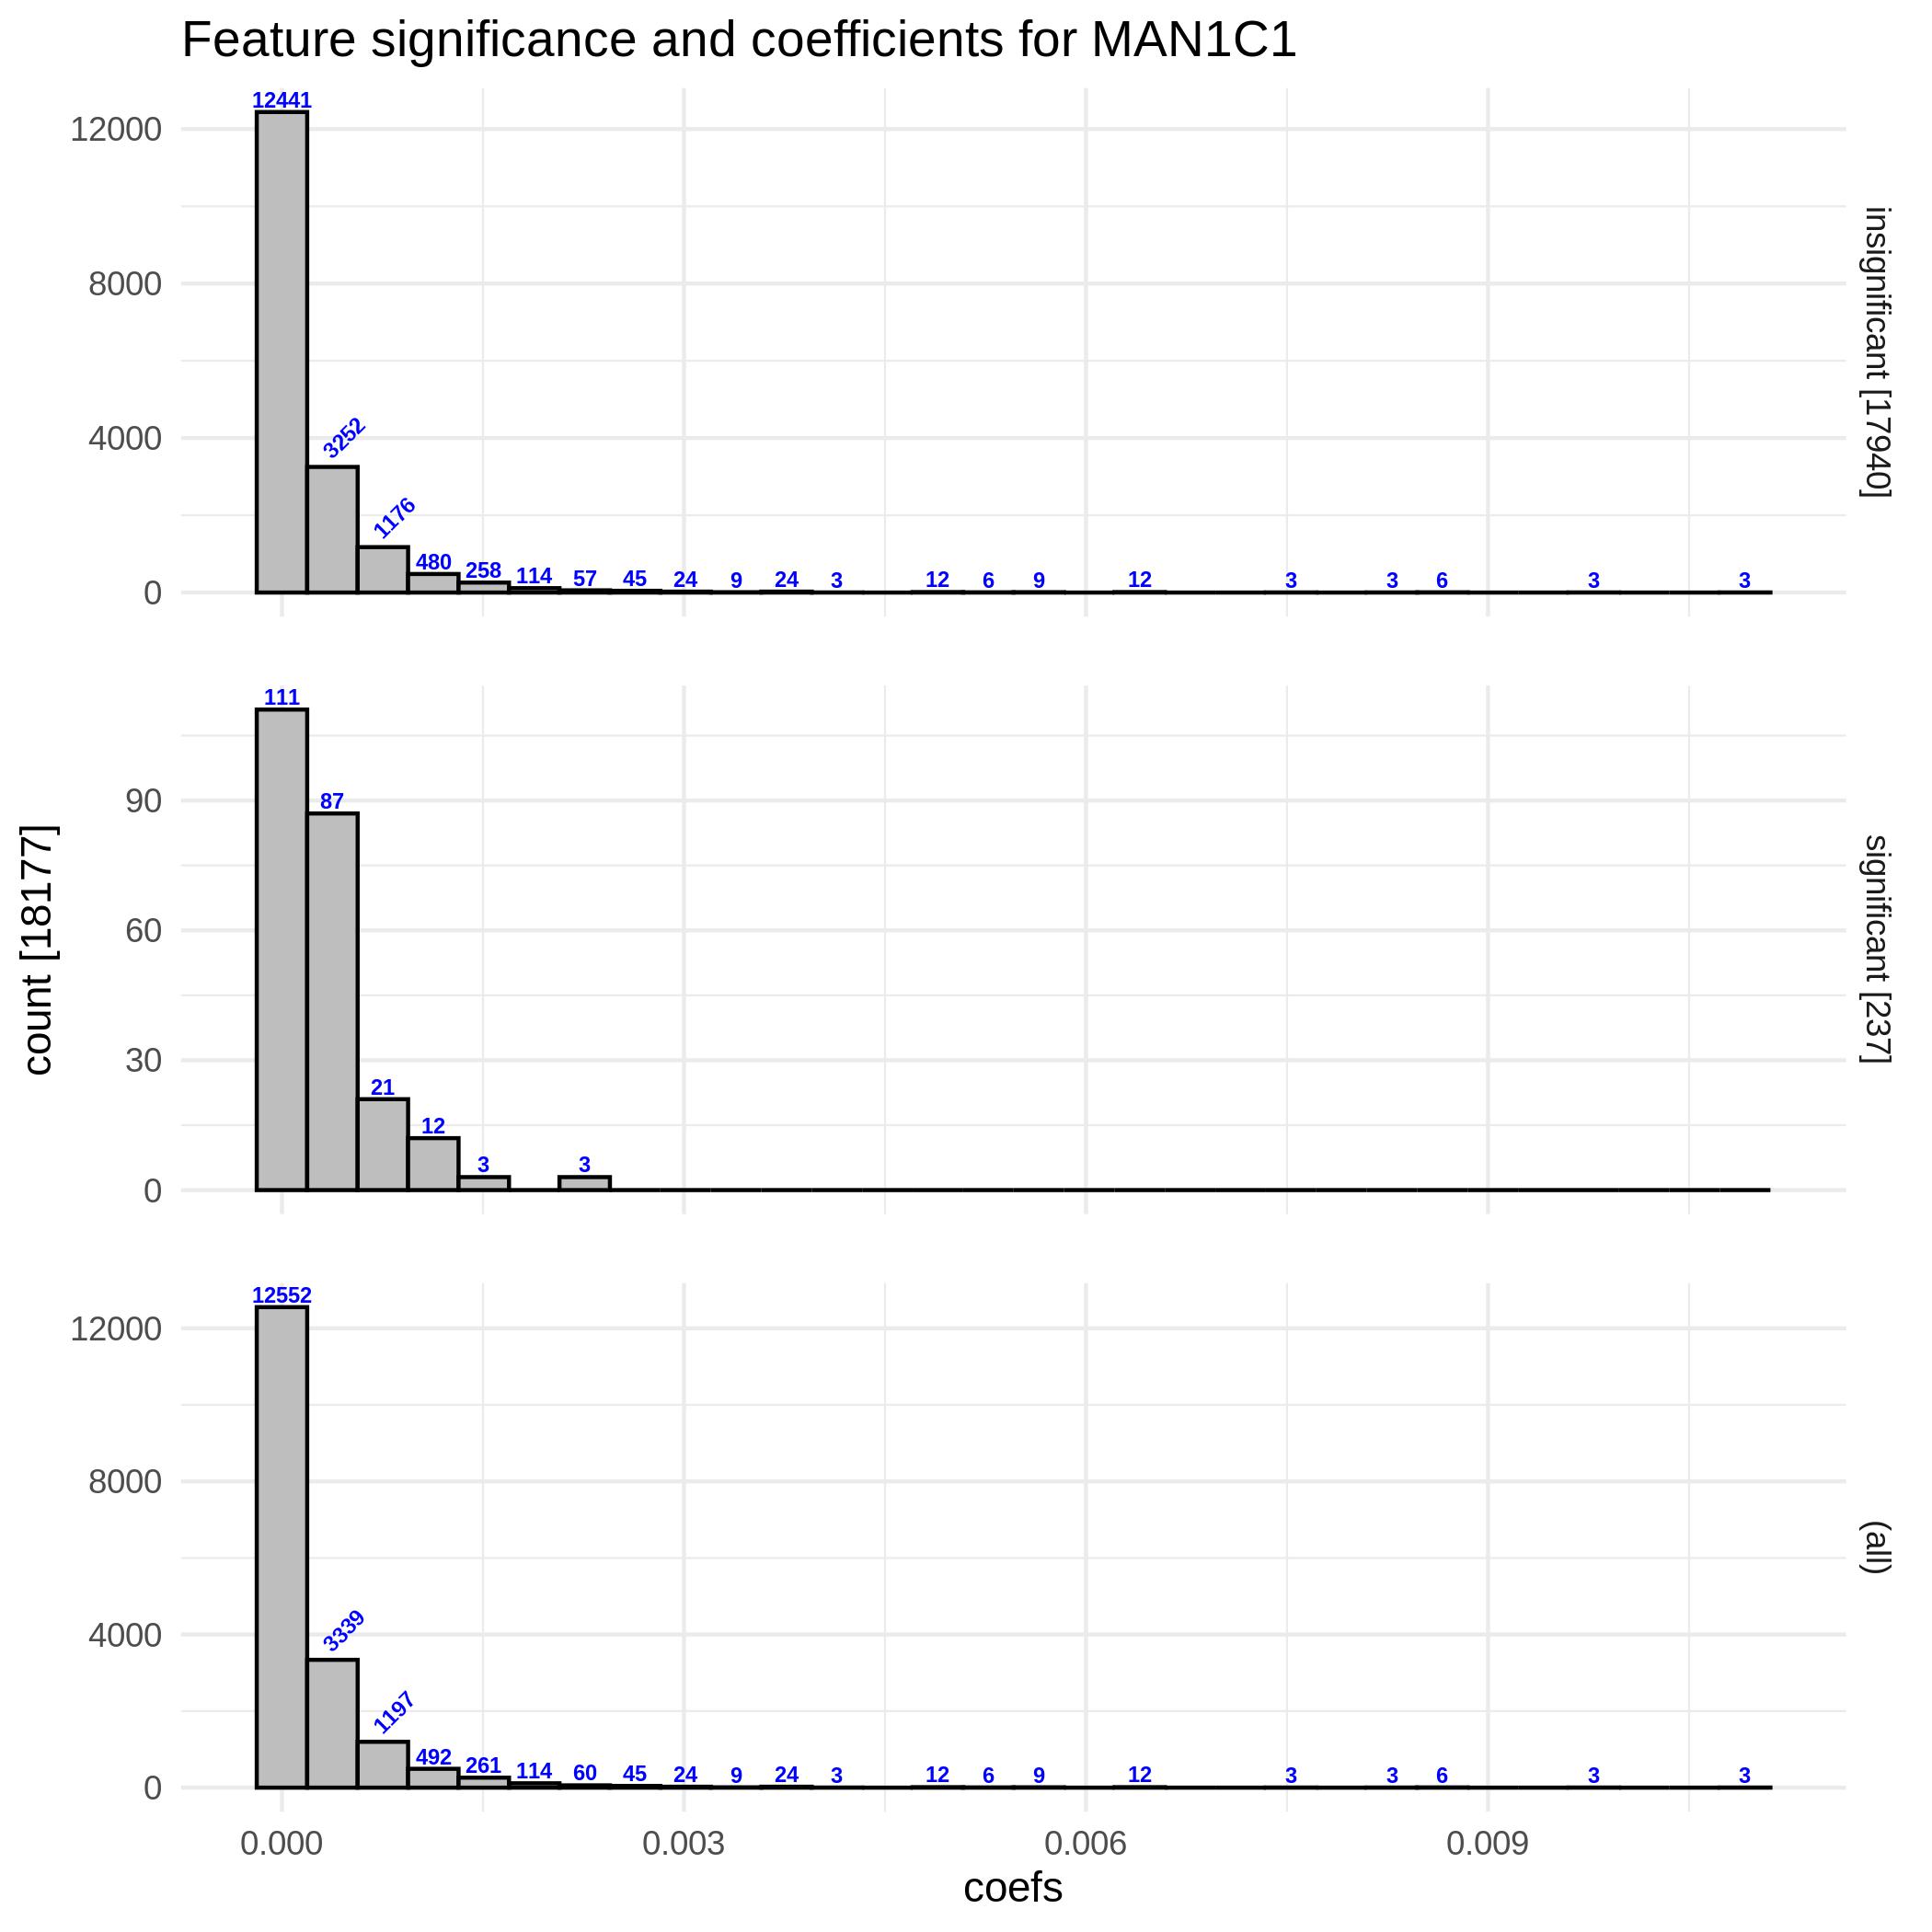 Feature significance and coefficients for MAN1C1
12441
12000
8000
4000
0
3252
1176
480 258 114 57 45 24 9 24 3 12 6 9 12 3 3 6 3 3
insignificant [17940]
count [18177]
111
90
60
30
0
87
21
12
3 3
significant [237]
12552
12000
8000
4000
0
3339
1197
492 261 114 60 45 24 9 24 3 12 6 9 12 3 3 6 3 3
(all)
0.000 0.003 0.006 0.009
coefs